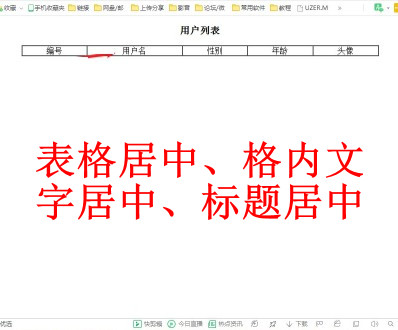 收藏 手机收藏夹 链接 网盘/邮 上传分享 影音 论坛/微 常用软件 教程 UZER.M »
用户列表
编号 用户名 性别 年龄 头像
表格居中、格内文
字居中、标题居中
优选 快剪辑 今日直播 热点资讯 下载